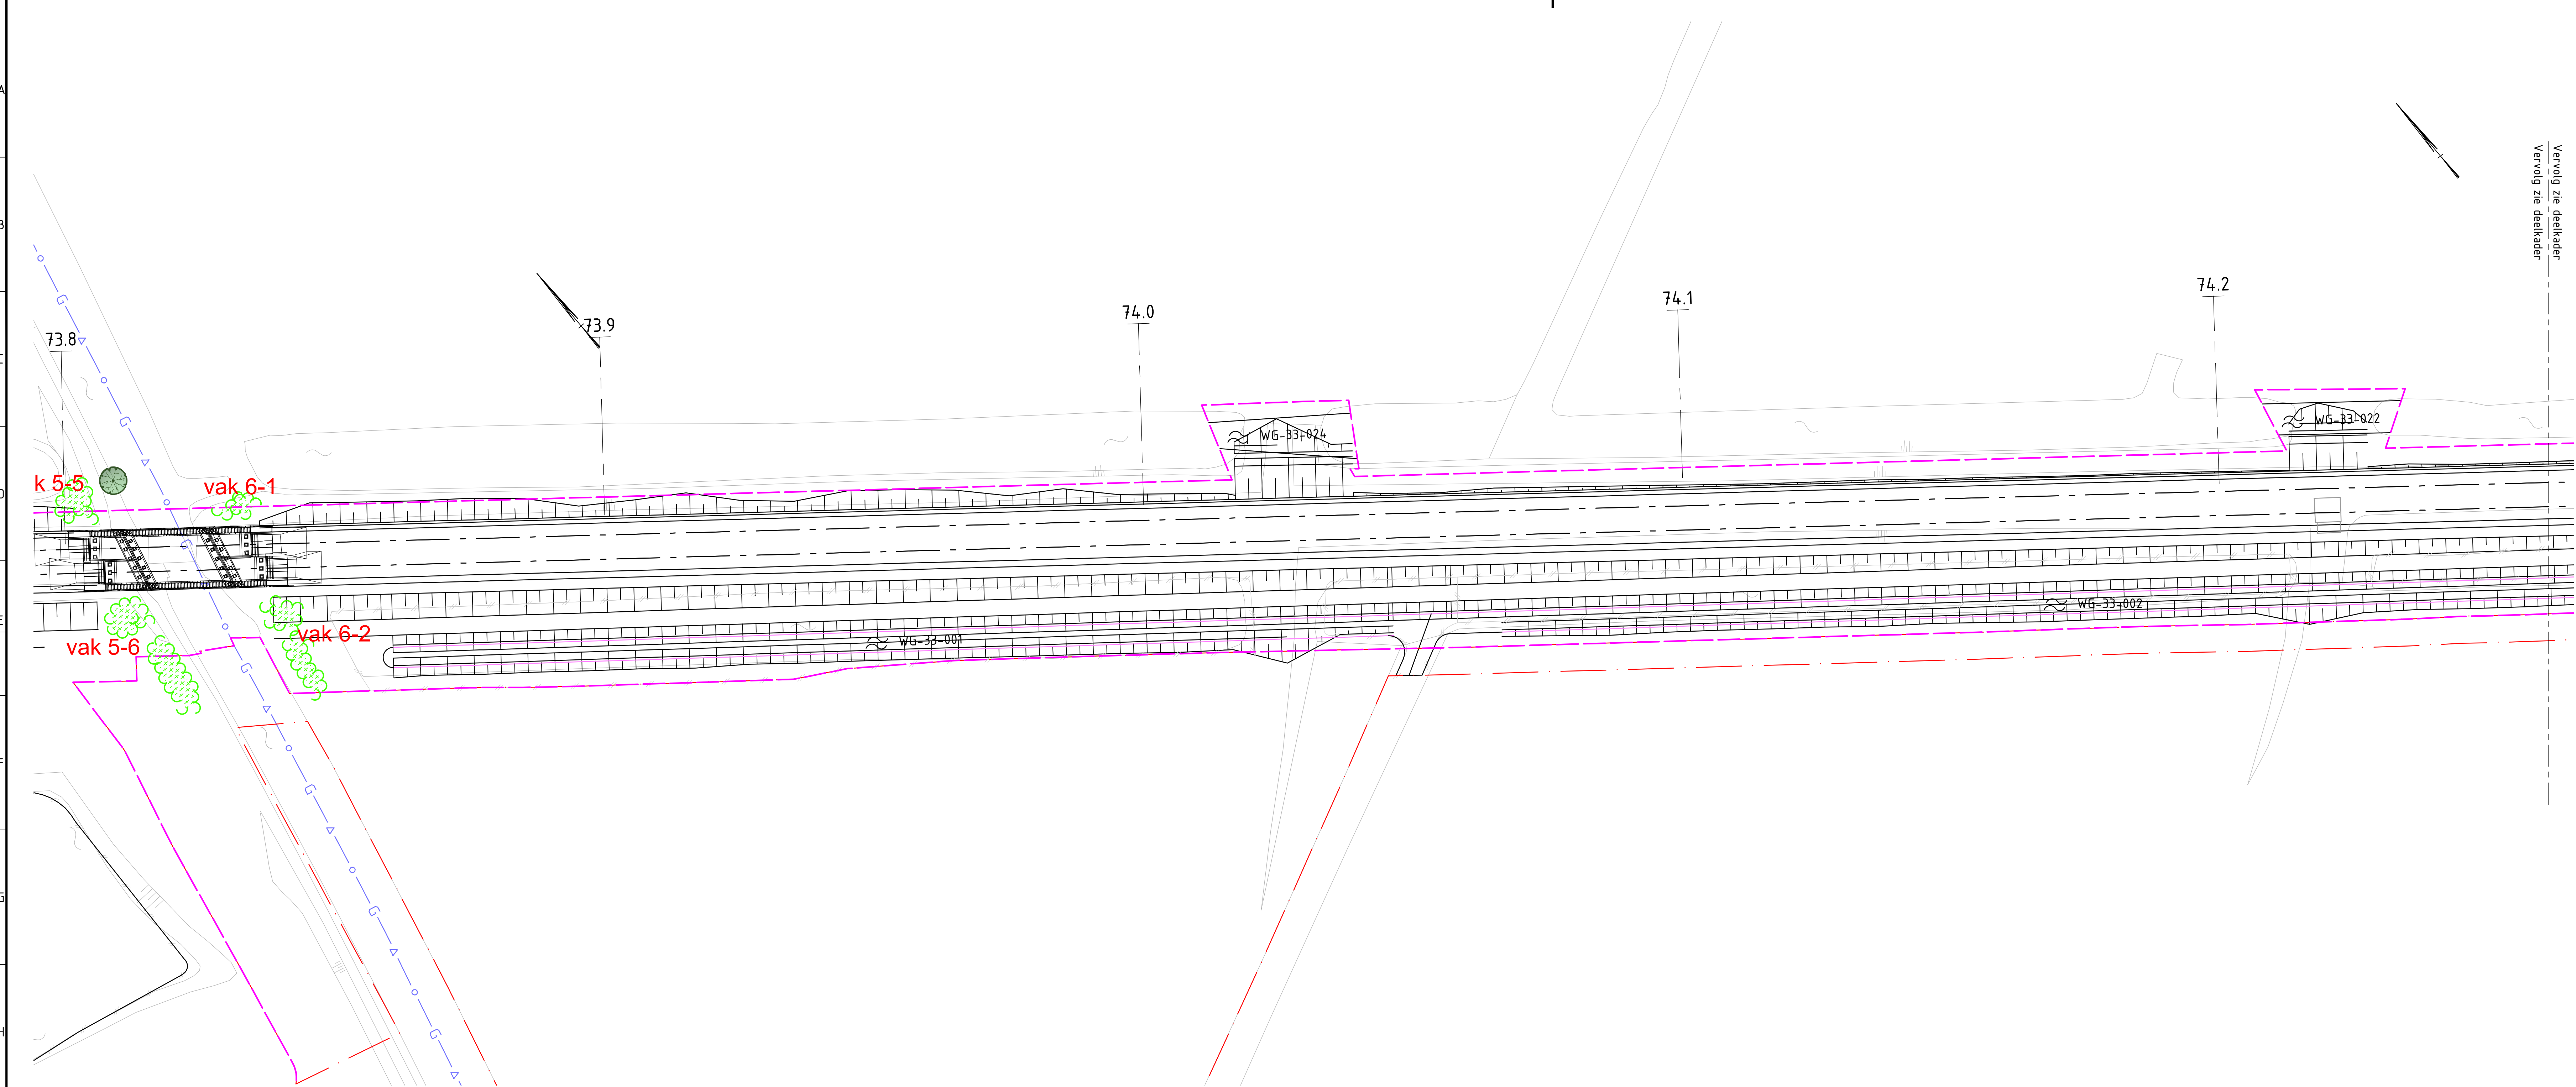 A
B
Vervolg zie deelkader
Vervolg zie deelkader
74.2
74.1
74.0
73.9
73.8
WG-33-022
WG-33-024
k 5-5
vak 6-1
D
WG-33-002
E
vak 6-2
WG-33-001
vak 5-6
F
G
H
G
G
G
G
G
G
G